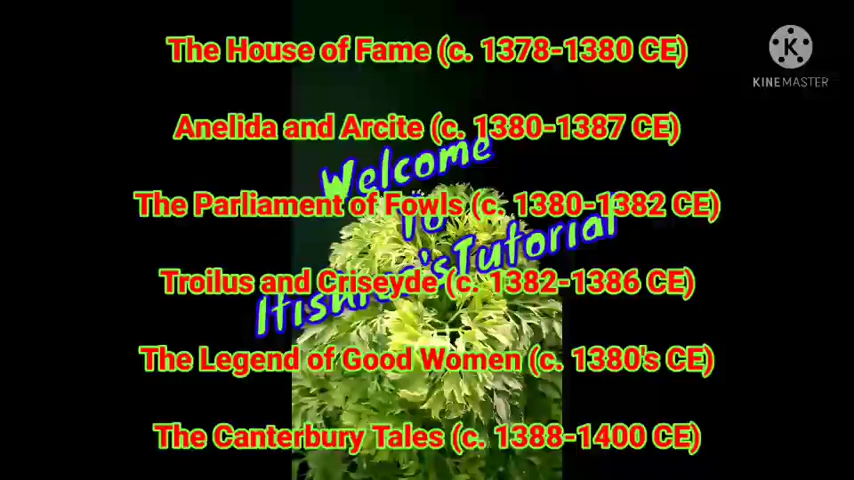 The House of Fame (c. 1378-1380 CE)
KINEMASTER
Anelida and Arcite (c. 1380-1387 CE)
Welcome
The Parliament of Fowls (c. 1380-1382 CE)
To
Tutorial
Troilus and Criseyde (c. 1382-1386 CE)
The Legend of Good Women (c. 1380's CE)
The Canterbury Tales (c. 1388-1400 CE)